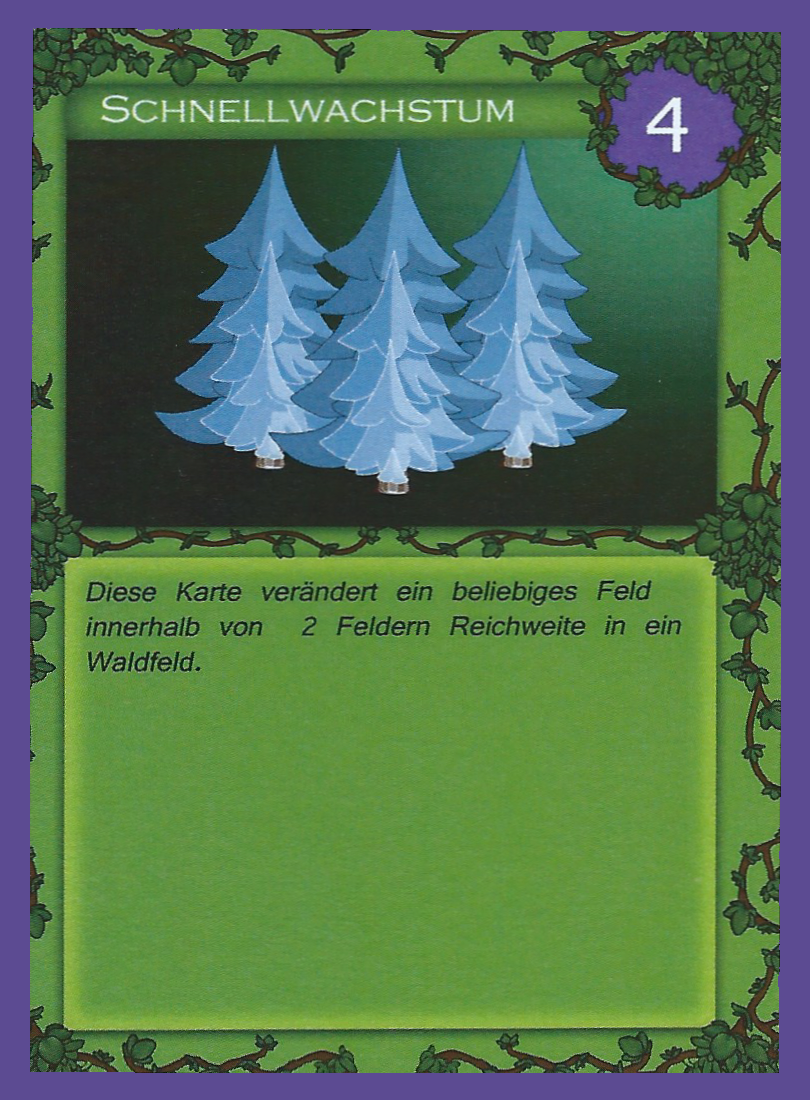 Schnellwachstum
4
Diese Karte verändert ein beliebiges Feld
innerhalb von 2 Feldern Reichweite in ein
Waldfeld.